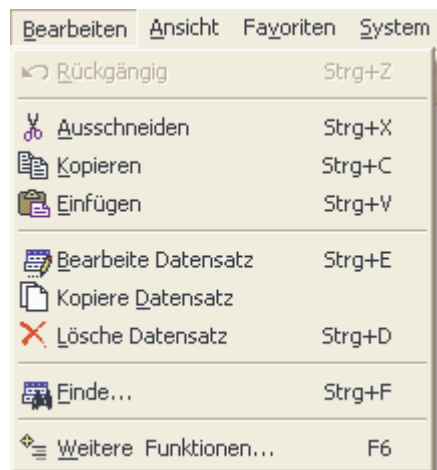 Bearbeiten Ansicht Favoriten System
Rückgängig Strg+Z
Ausschneiden Strg+X
Kopieren Strg+C
Einfügen Strg+V
Bearbeite Datensatz Strg+E
Kopiere Datensatz
Lösche Datensatz Strg+D
Finde... Strg+F
Weitere Funktionen... F6